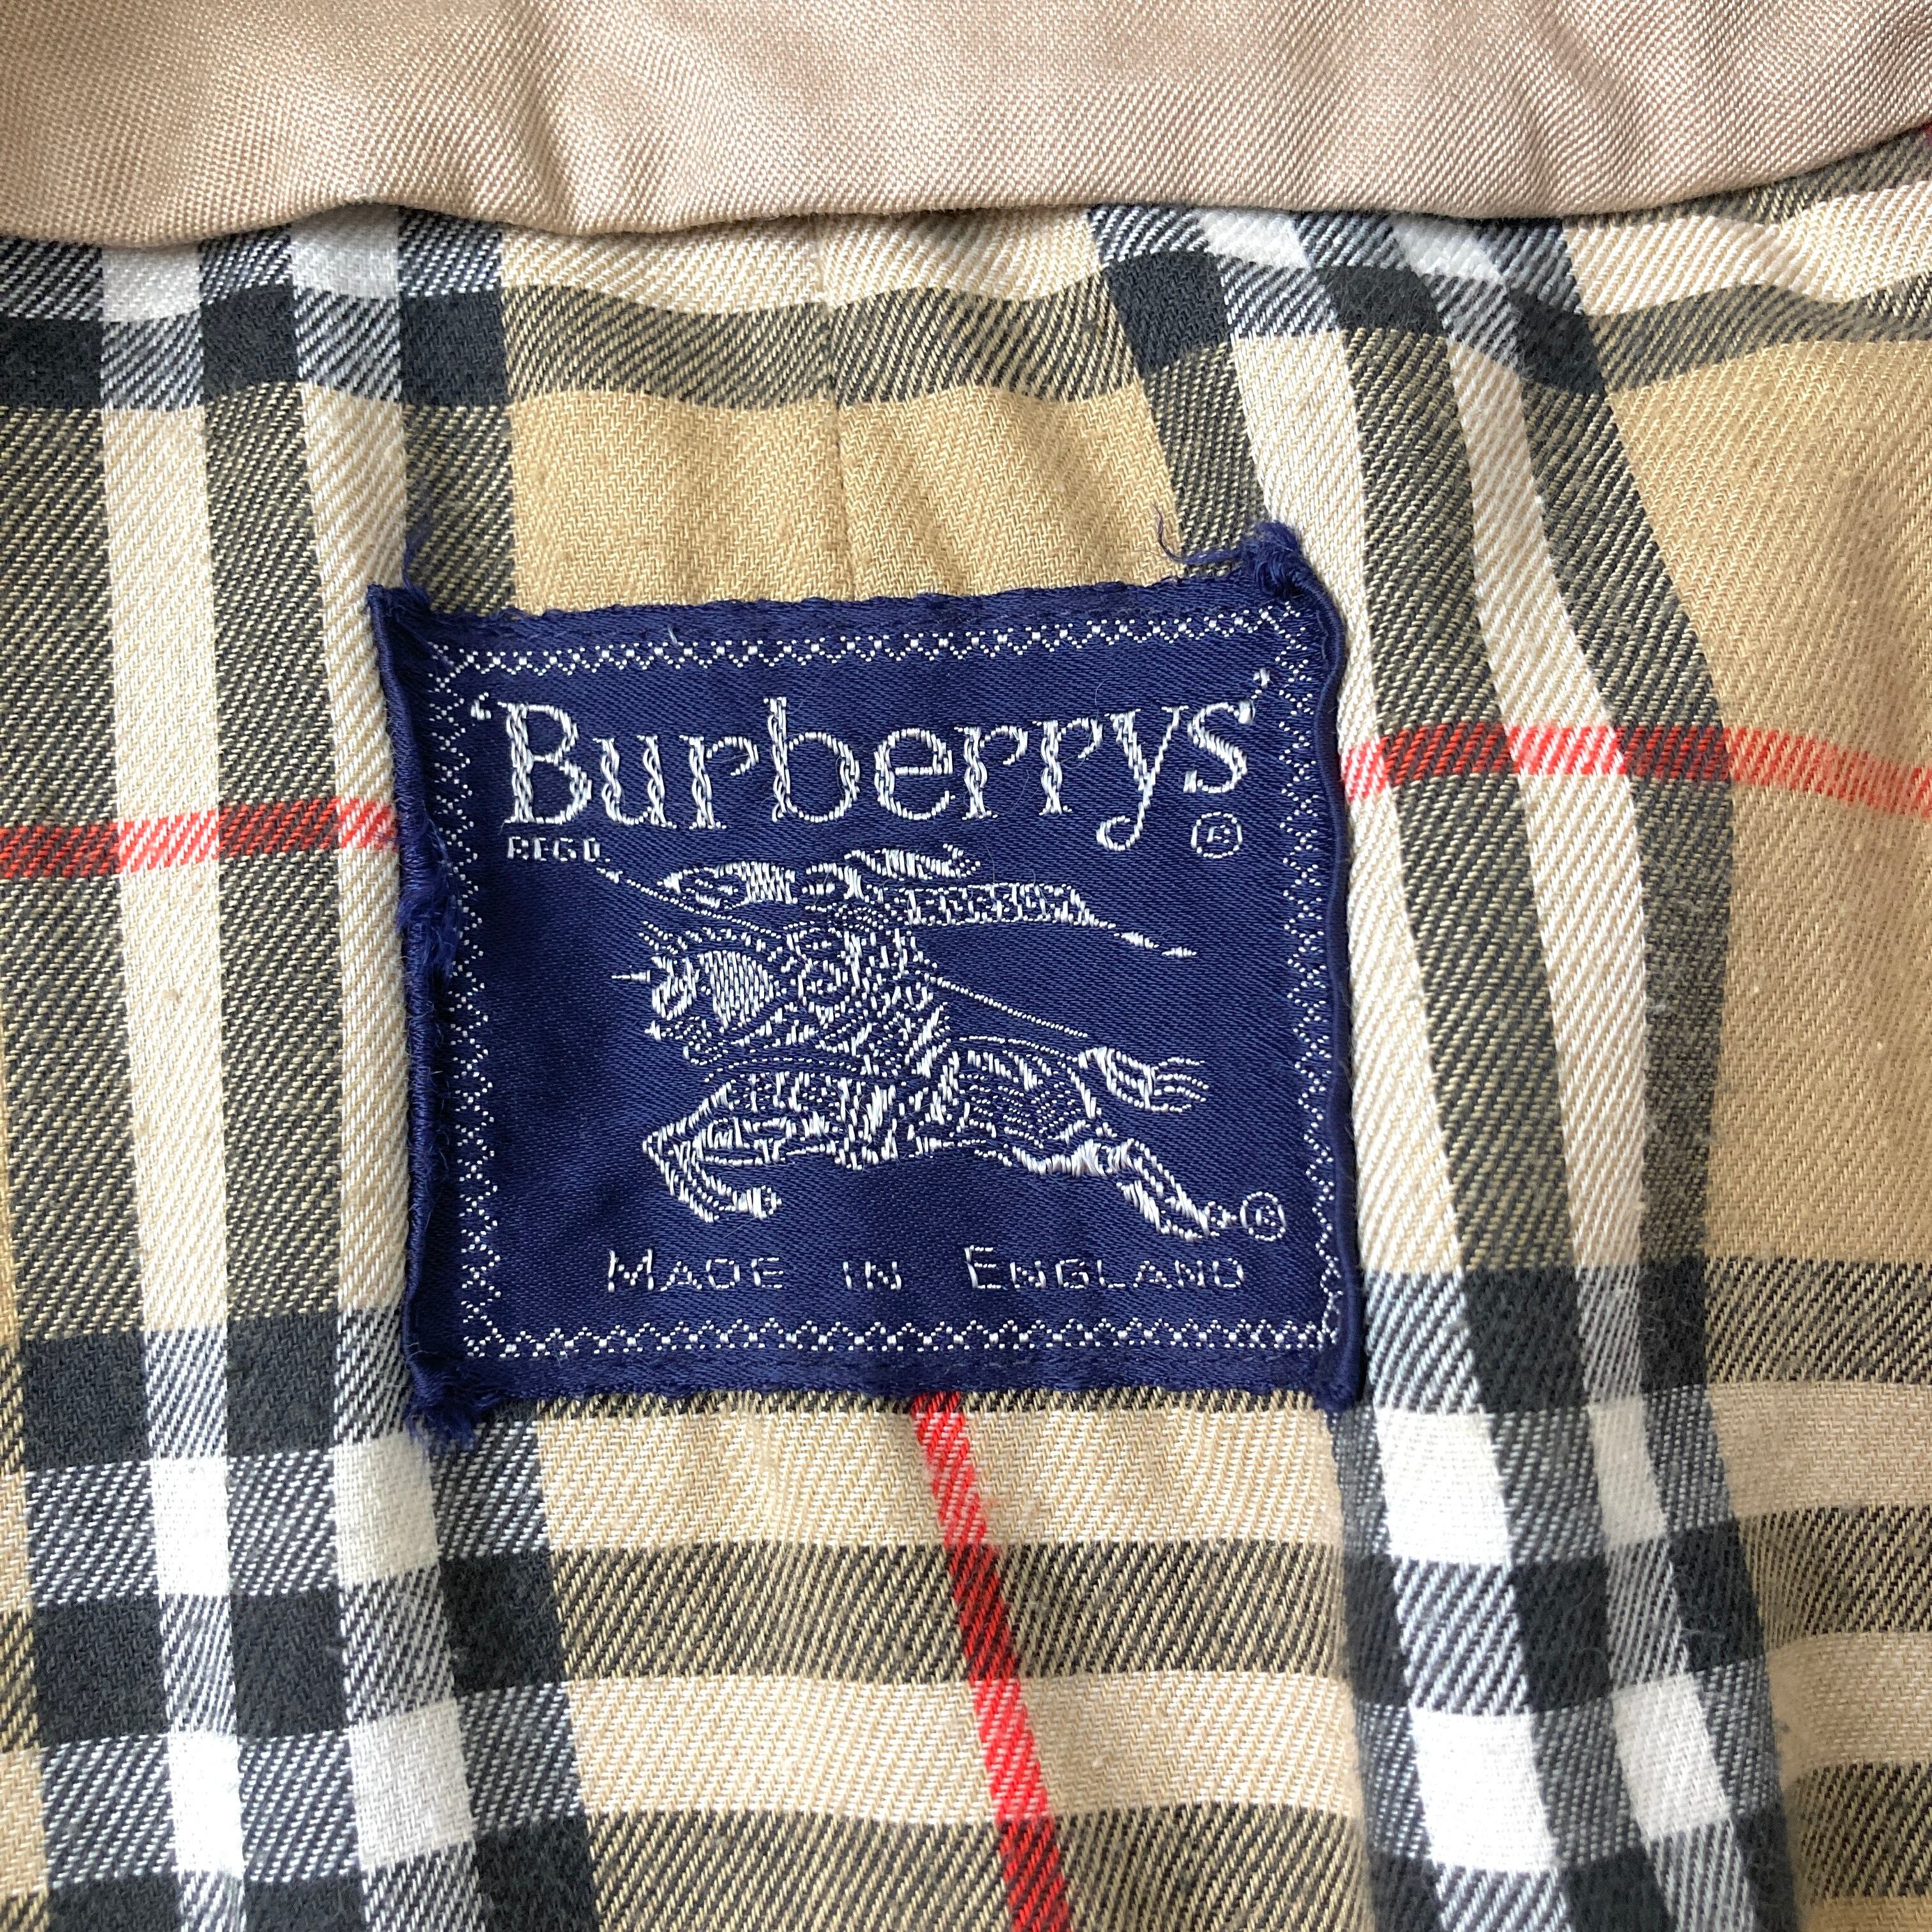 'Burberrys'®
REGD.
®
MADE IN ENGLAND